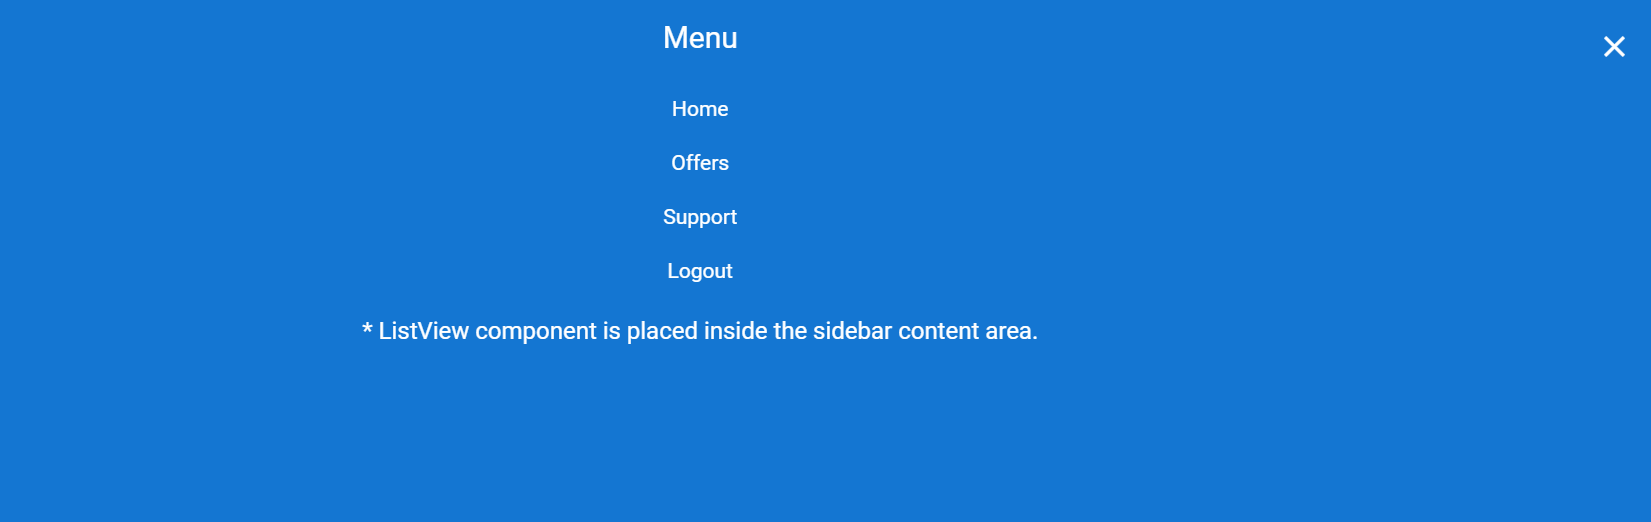 Menu
Home
Offers
Support
Logout
* ListView component is placed inside the sidebar content area.